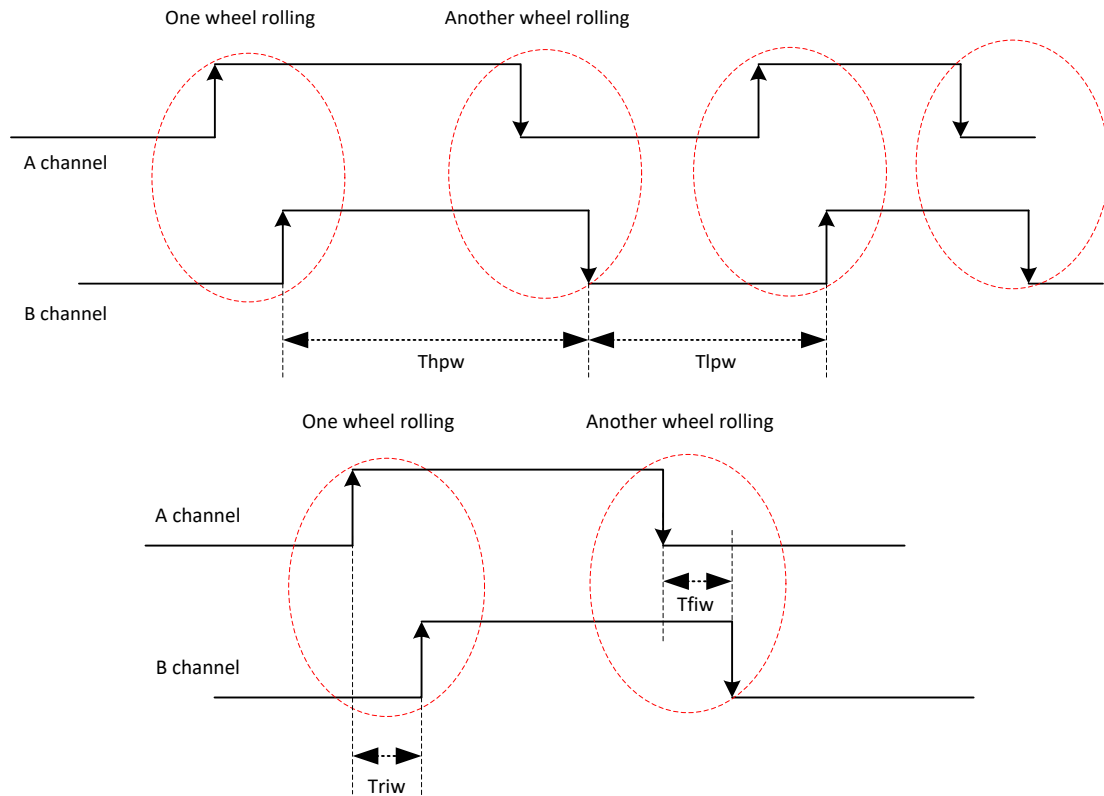 One wheel rolling
Another wheel rolling
A channel
B channel
Thpw
Tlpw
One wheel rolling
Another wheel rolling
A channel
Tfiw
B channel
Triw